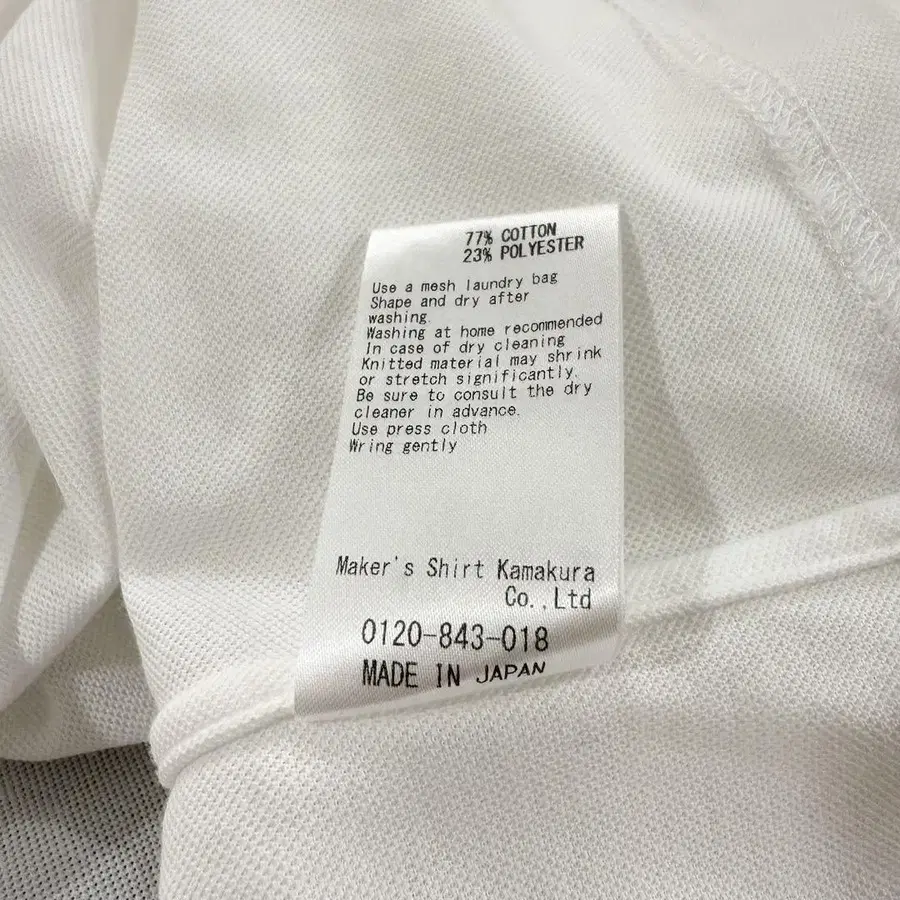 77% COTTON
23% POLYESTER
Use a mesh laundry bag
Shape and dry after
washing.
Washing at home recommended
In case of dry cleaning
Knitted material may shrink
or stretch significantly.
Be sure to consult the dry
cleaner in advance.
Use press cloth
Wring gently
Maker's Shirt Kamakura
Co.,Ltd
0120-843-018
MADE IN JAPAN